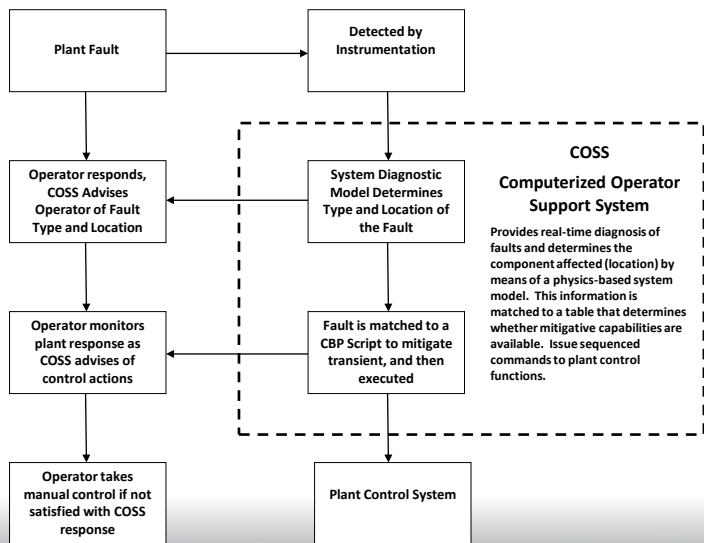 Plant Fault
Detected by
Instrumentation
Operator responds,
COSS Advises
Operator of Fault
Type and Location
System Diagnostic
Model Determines
Type and Location of
the Fault
COSS
Computerized Operator
Support System
Provides real-time diagnosis of
faults and determines the
component affected (location) by
means of a physics-based system
model.  This information is
matched to a table that determines
whether mitigative capabilities are
available.  Issue sequenced
commands to plant control
functions.
Operator monitors
plant response as
COSS advises of
control actions
Fault is matched to a
CBP Script to mitigate
transient, and then
executed
Operator takes
manual control if not
satisfied with COSS
response
Plant Control System